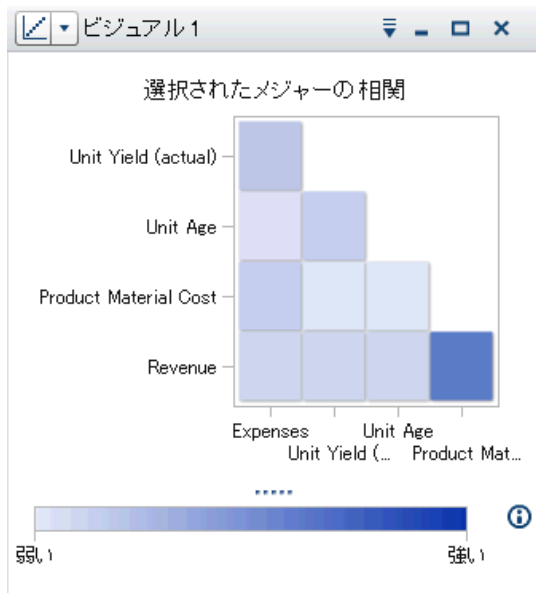 ビジュアル 1
選択されたメジャーの 相関
Unit Yield (actual)
Unit Age
Product Material Cost
Revenue
Expenses
Unit Age
Unit Yield (...
Product Mat...
弱い
強い